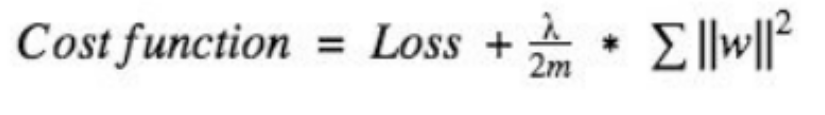 Cost function = Loss + λ/2m * ∑ ||w||²